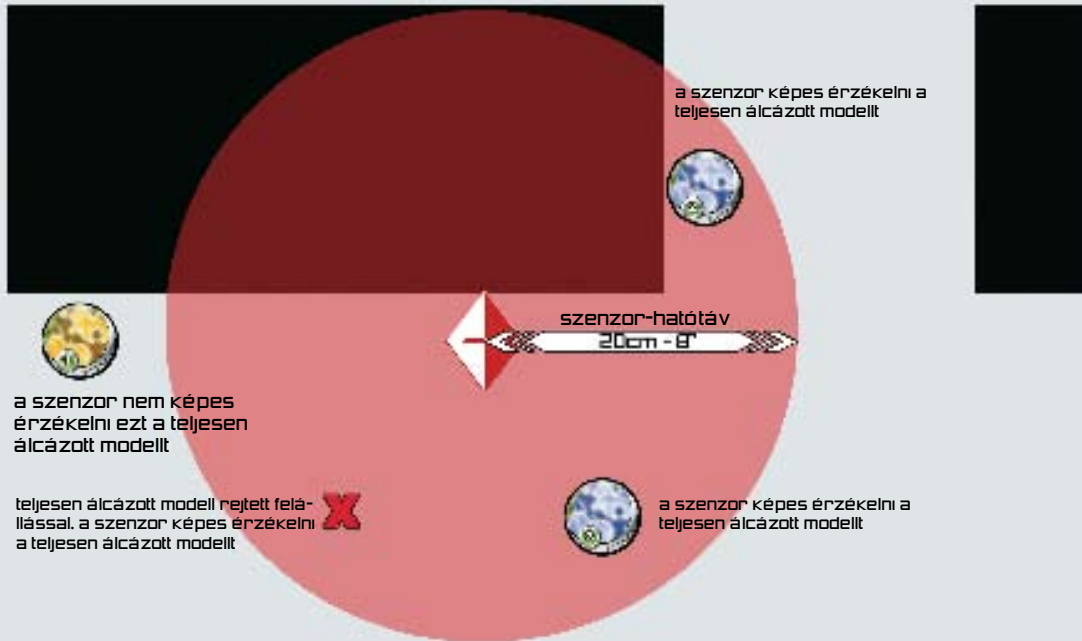 a szenzor képes érzékelni a
teljesen álcázott modellt
szenzor-hatótáv
20cm - 8"
a szenzor nem képes
érzékelni ezt a teljesen
álcázott modellt
teljesen álcázott modell rejtett felá-
llással. a szenzor képes érzékelni
a teljesen álcázott modellt
X
a szenzor képes érzékelni a
teljesen álcázott modellt